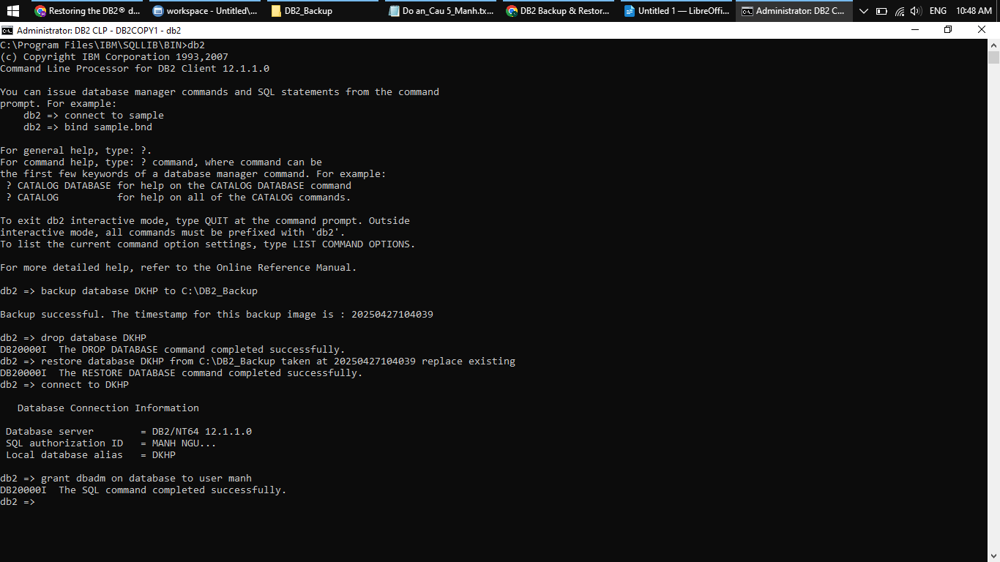 Restoring the DB2® d...
workspace - Untitled\...
DB2_Backup
Do an_Cau 5_Manh.tx...
DB2 Backup & Restor...
Untitled 1 — LibreOffi...
Administrator: DB2 C...
ENG
10:48 AM
Administrator: DB2 CLP - DB2COPY1 - db2
C:\Program Files\IBM\SQLLIB\BIN>db2
(c) Copyright IBM Corporation 1993,2007
Command Line Processor for DB2 Client 12.1.1.0
You can issue database manager commands and SQL statements from the command
prompt. For example:
    db2 => connect to sample
    db2 => bind sample.bnd
For general help, type: ?.
For command help, type: ? command, where command can be
the first few keywords of a database manager command. For example:
 ? CATALOG DATABASE for help on the CATALOG DATABASE command
 ? CATALOG          for help on all of the CATALOG commands.
To exit db2 interactive mode, type QUIT at the command prompt. Outside
interactive mode, all commands must be prefixed with 'db2'.
To list the current command option settings, type LIST COMMAND OPTIONS.
For more detailed help, refer to the Online Reference Manual.
db2 => backup database DKHP to C:\DB2_Backup
Backup successful. The timestamp for this backup image is : 20250427104039
db2 => drop database DKHP
DB20000I  The DROP DATABASE command completed successfully.
db2 => restore database DKHP from C:\DB2_Backup taken at 20250427104039 replace existing
DB20000I  The RESTORE DATABASE command completed successfully.
db2 => connect to DKHP
   Database Connection Information
 Database server        = DB2/NT64 12.1.1.0
 SQL authorization ID   = MANH NGU...
 Local database alias   = DKHP
db2 => grant dbadm on database to user manh
DB20000I  The SQL command completed successfully.
db2 =>